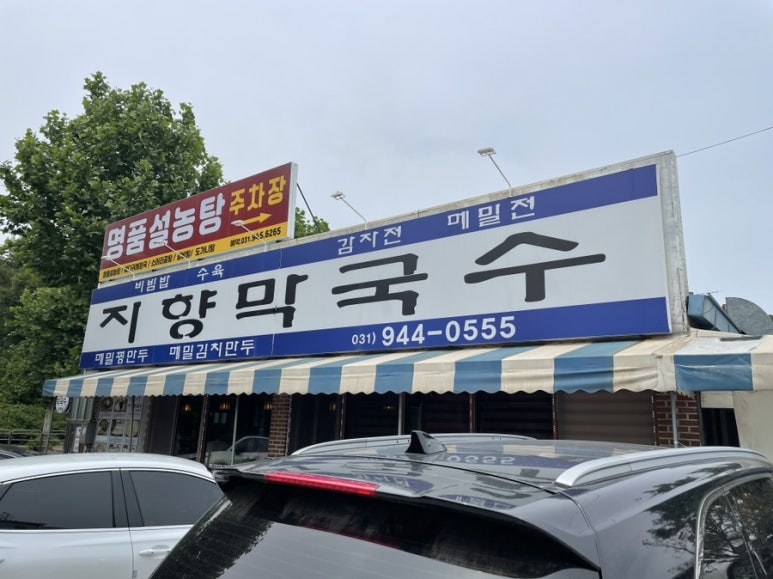 명품설농탕 주차장
비빔밥 수육 감자전 메밀전
지향막국수
메밀찡만두 메밀김치만두 031) 944-0555